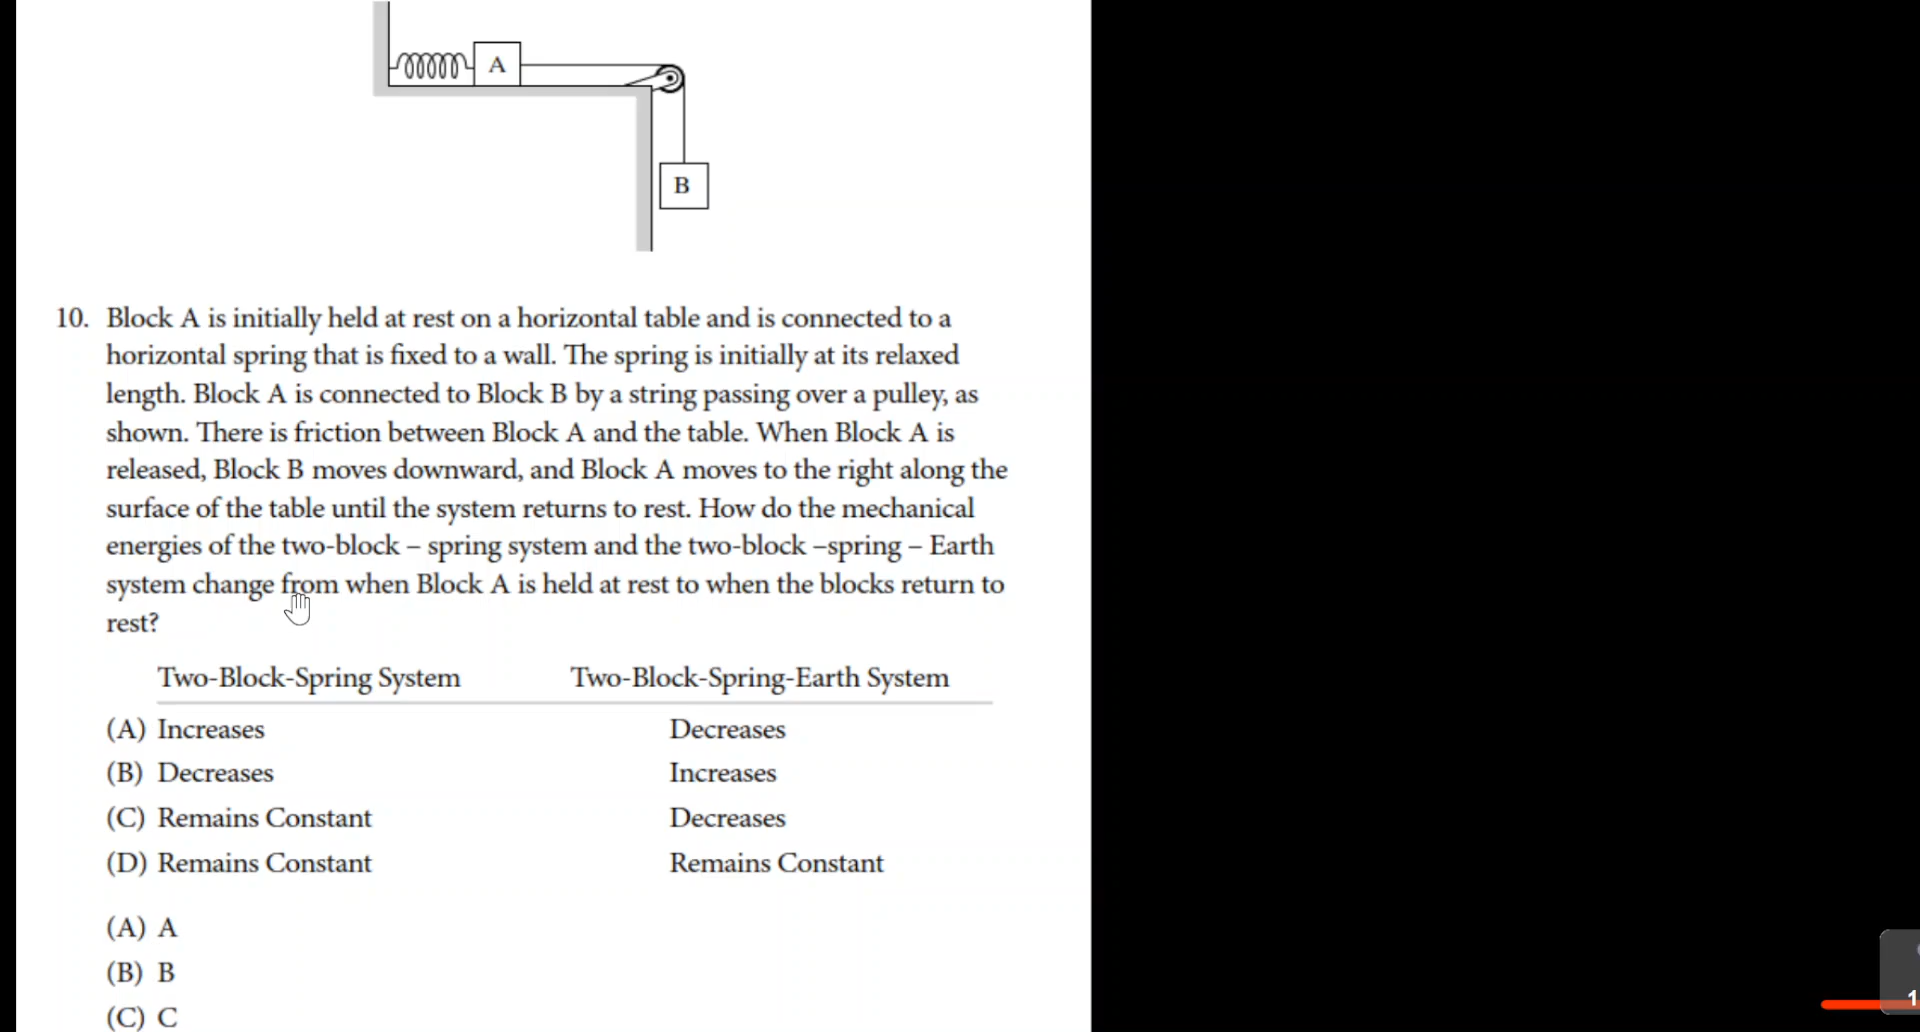 A
B
10. Block A is initially held at rest on a horizontal table and is connected to a
horizontal spring that is fixed to a wall. The spring is initially at its relaxed
length. Block A is connected to Block B by a string passing over a pulley, as
shown. There is friction between Block A and the table. When Block A is
released, Block B moves downward, and Block A moves to the right along the
surface of the table until the system returns to rest. How do the mechanical
energies of the two-block – spring system and the two-block –spring – Earth
system change from when Block A is held at rest to when the blocks return to
rest?
Two-Block-Spring System Two-Block-Spring-Earth System
(A) Increases Decreases
(B) Decreases Increases
(C) Remains Constant Decreases
(D) Remains Constant Remains Constant
(A) A
(B) B
(C) C
1